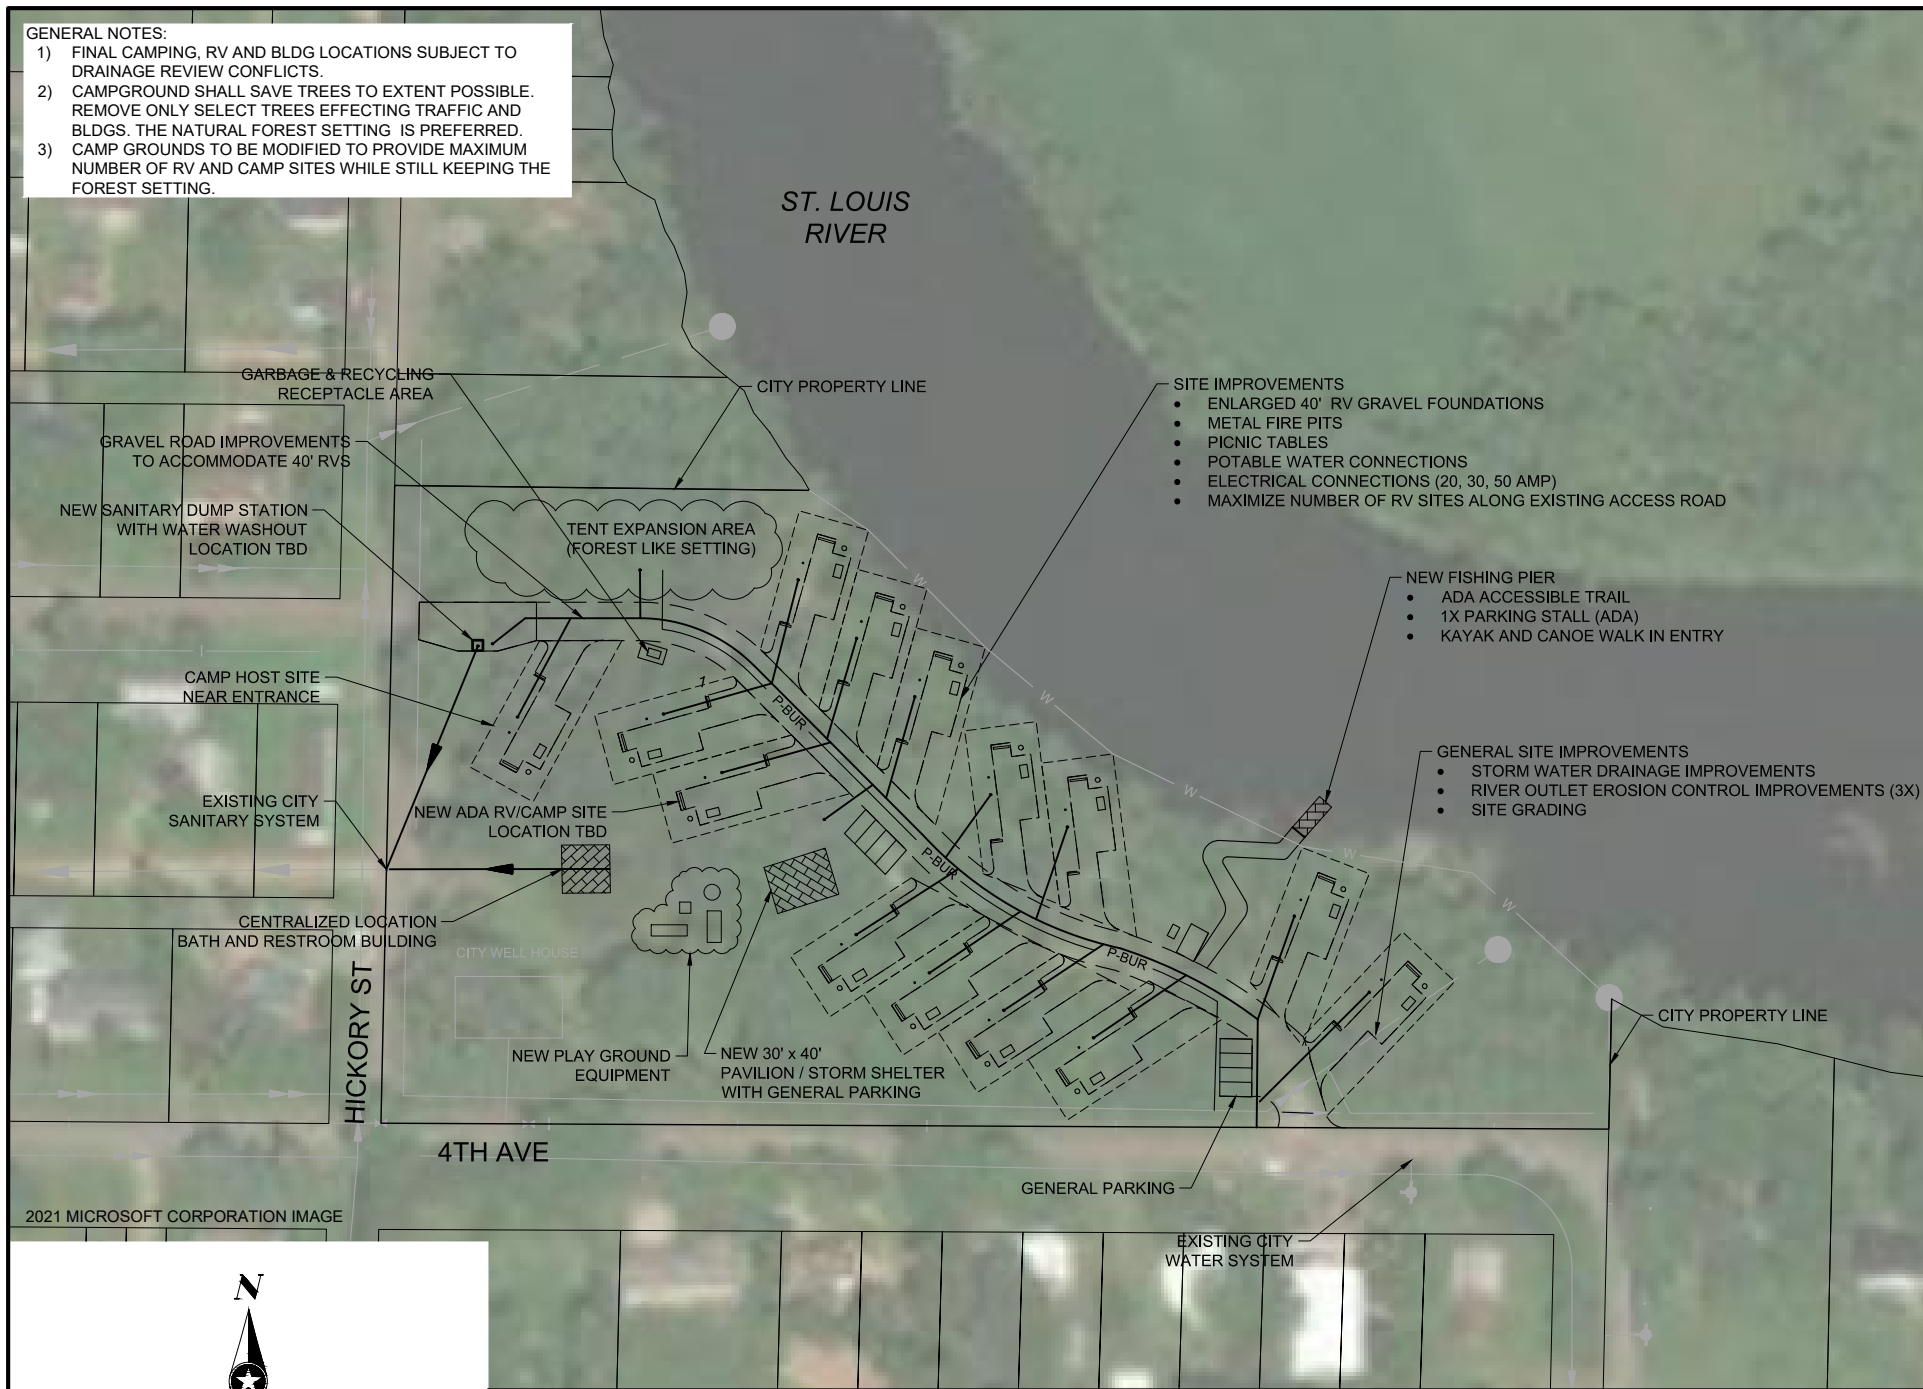 GENERAL NOTES:
1) FINAL CAMPING, RV AND BLDG LOCATIONS SUBJECT TO
DRAINAGE REVIEW CONFLICTS.
2) CAMPGROUND SHALL SAVE TREES TO EXTENT POSSIBLE.
REMOVE ONLY SELECT TREES EFFECTING TRAFFIC AND
BLDGS. THE NATURAL FOREST SETTING IS PREFERRED.
3) CAMP GROUNDS TO BE MODIFIED TO PROVIDE MAXIMUM
NUMBER OF RV AND CAMP SITES WHILE STILL KEEPING THE
FOREST SETTING.
ST. LOUIS
RIVER
GARBAGE & RECYCLING
RECEPTACLE AREA
CITY PROPERTY LINE
SITE IMPROVEMENTS
• ENLARGED 40' RV GRAVEL FOUNDATIONS
• METAL FIRE PITS
• PICNIC TABLES
• POTABLE WATER CONNECTIONS
• ELECTRICAL CONNECTIONS (20, 30, 50 AMP)
• MAXIMIZE NUMBER OF RV SITES ALONG EXISTING ACCESS ROAD
GRAVEL ROAD IMPROVEMENTS
TO ACCOMMODATE 40' RVS
NEW SANITARY DUMP STATION
WITH WATER WASHOUT
LOCATION TBD
TENT EXPANSION AREA
(FOREST LIKE SETTING)
W
NEW FISHING PIER
• ADA ACCESSIBLE TRAIL
• 1X PARKING STALL (ADA)
• KAYAK AND CANOE WALK IN ENTRY
CAMP HOST SITE
NEAR ENTRANCE
1
P-BUR
W
GENERAL SITE IMPROVEMENTS
• STORM WATER DRAINAGE IMPROVEMENTS
• RIVER OUTLET EROSION CONTROL IMPROVEMENTS (3X)
• SITE GRADING
W
EXISTING CITY
SANITARY SYSTEM
NEW ADA RV/CAMP SITE
LOCATION TBD
P-BUR
W
W
CENTRALIZED LOCATION
BATH AND RESTROOM BUILDING
CITY WELL HOUSE
P-BUR
HICKORY ST
CITY PROPERTY LINE
NEW PLAY GROUND
EQUIPMENT
NEW 30' x 40'
PAVILION / STORM SHELTER
WITH GENERAL PARKING
4TH AVE
GENERAL PARKING
2021 MICROSOFT CORPORATION IMAGE
EXISTING CITY
WATER SYSTEM
N